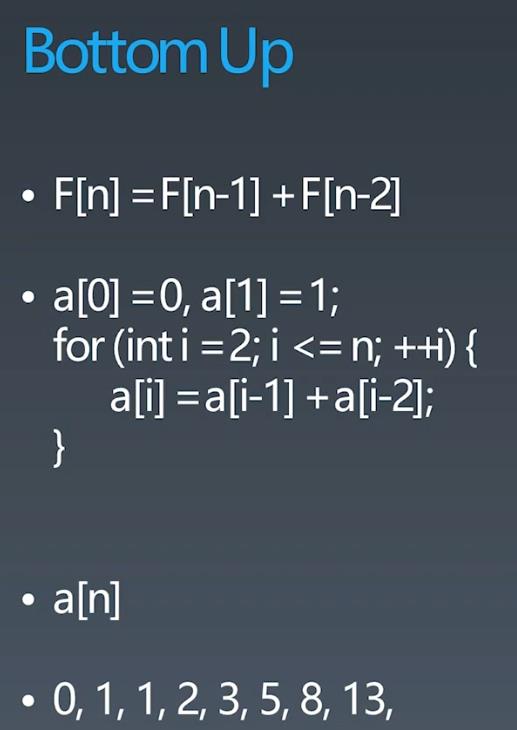 Bottom Up
• F[n] = F[n-1] + F[n-2]
• a[0] = 0, a[1] = 1;
for (int i = 2; i <= n; ++i) {
a[i] = a[i-1] + a[i-2];
}
• a[n]
• 0, 1, 1, 2, 3, 5, 8, 13,